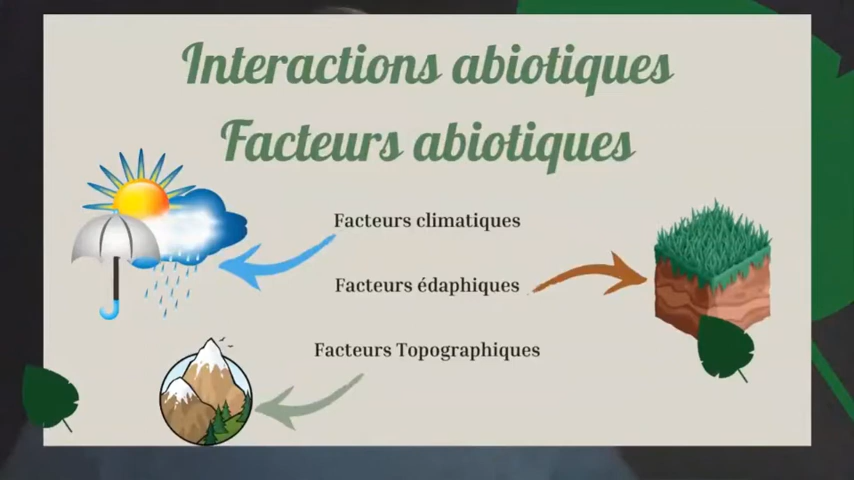 Interactions abiotiques
Facteurs abiotiques
Facteurs climatiques
Facteurs édaphiques
Facteurs Topographiques